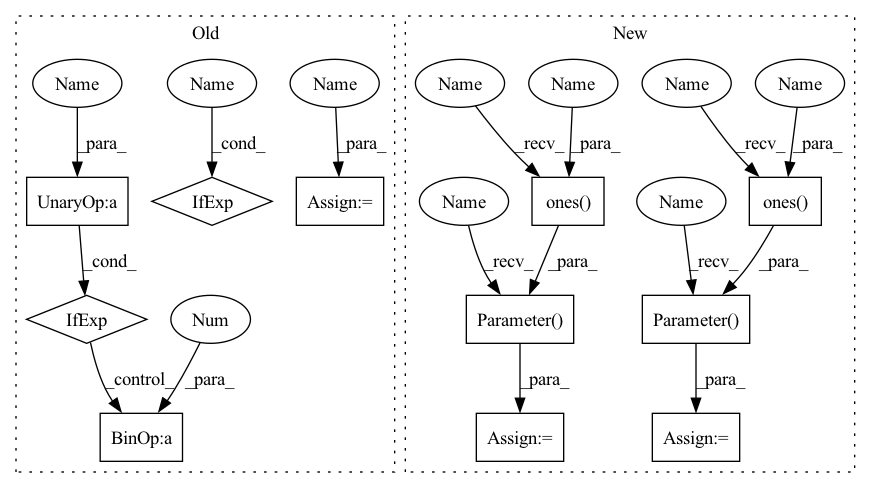 Old
New
Name
Name
Name
Name
Name
Name
Name
_para_
_cond_
_para_
_recv_
_para_
_recv_
_para_
UnaryOp:a
IfExp
Assign:=
Name
ones()
Name
ones()
_cond_
_recv_
_para_
_recv_
_para_
IfExp
Num
Parameter()
Parameter()
_control_
_para_
_para_
_para_
BinOp:a
Assign:=
Assign:=